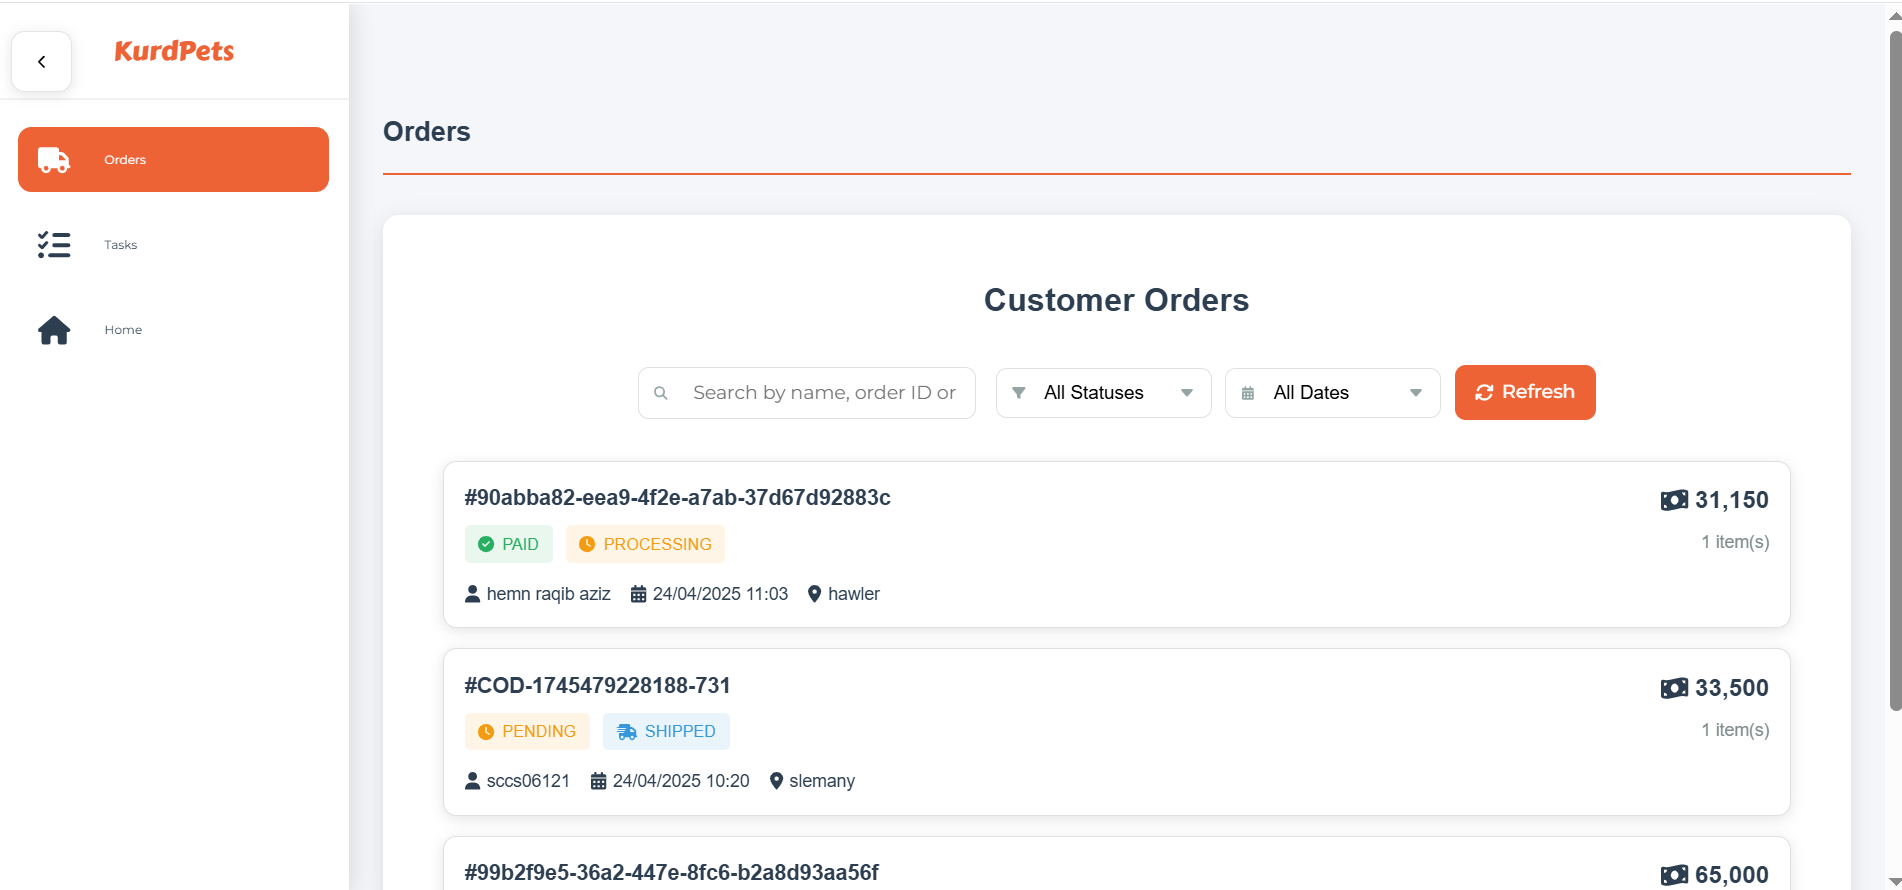 KurdPets
Orders
Tasks
Home
Orders
Customer Orders
Search by name, order ID or
All Statuses
All Dates
Refresh
#90abba82-eea9-4f2e-a7ab-37d67d92883c
31,150
PAID
PROCESSING
1 item(s)
hemn raqib aziz
24/04/2025 11:03
hawler
#COD-1745479228188-731
33,500
PENDING
SHIPPED
1 item(s)
sccs06121
24/04/2025 10:20
slemany
#99b2f9e5-36a2-447e-8fc6-b2a8d93aa56f
65,000